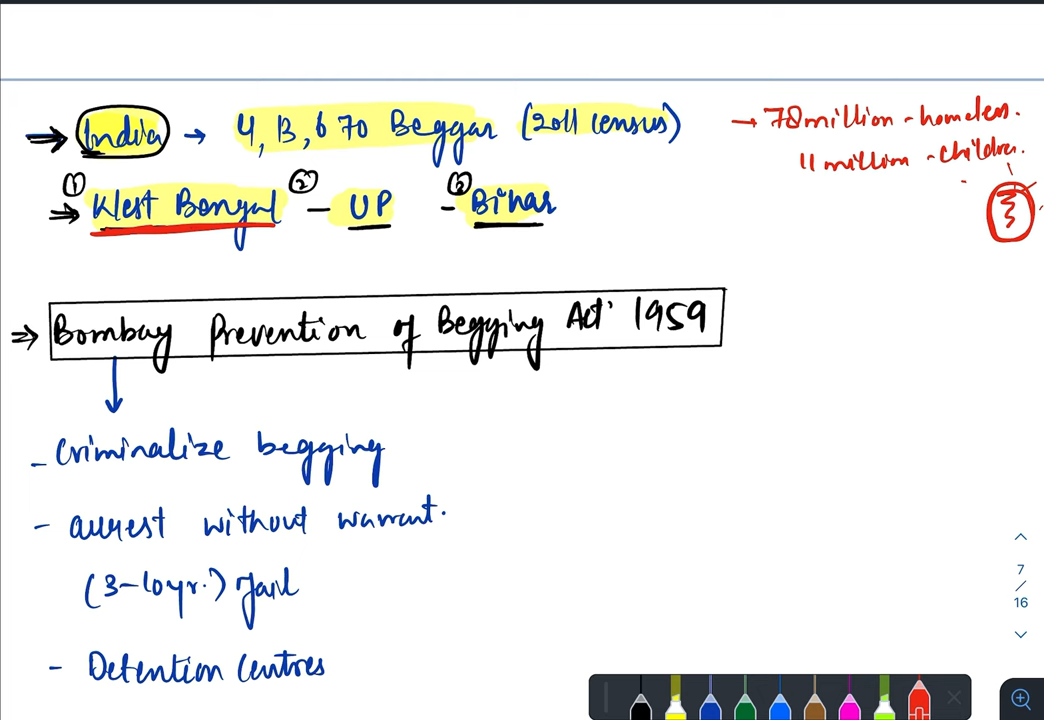 India → 4,13,670 Beggar (2011 census)
→ 78 million - homeless.
11 million - children.
① West Bengal ② - UP ③ - Bihar
⇒ Bombay Prevention of Begging Act 1959
- Criminalize begging
- arrest without warrant.
(3-10yr.) Jail
- Detention Centres
7
/
16